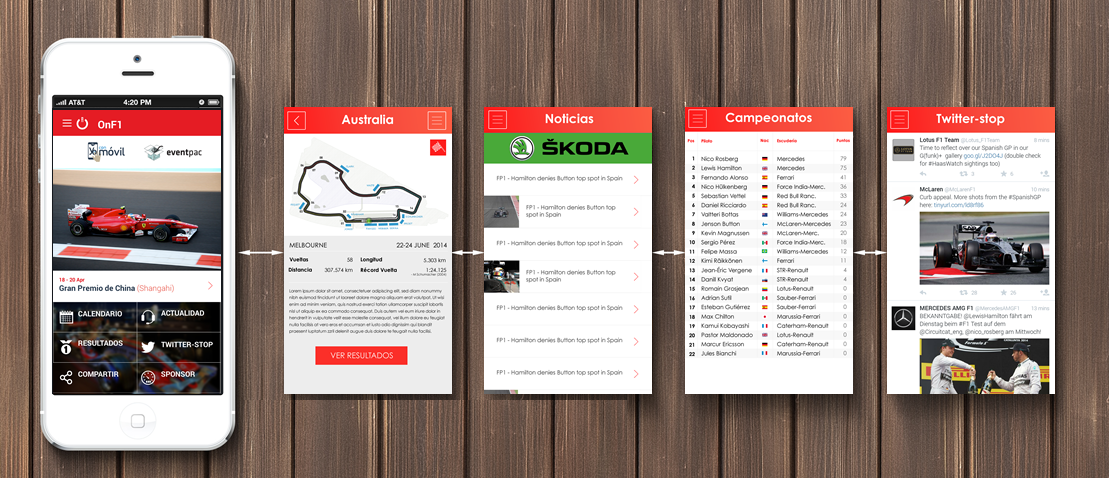 AT&T
4:20 PM
OnF1
móvil
eventpac
18 - 20 Apr
Gran Premio de China (Shangahi)
CALENDARIO
ACTUALIDAD
RESULTADOS
TWITTER-STOP
COMPARTIR
SPONSOR
Australia
MELBOURNE 22-24 JUNE 2014
Vueltas 58 Longitud 5.303 km
Distancia 307.574 km Récord Vuelta 1:24.125
Lorem ipsum dolor sit amet, consectetuer adipiscing elit, sed diam nonummy
nibh euismod tincidunt ut laoreet dolore magna aliquam erat volutpat. Ut wisi
enim ad minim veniam, quis nostrud exerci tation ullamcorper suscipit lobortis
nisl ut aliquip ex ea commodo consequat. Duis autem vel eum iriure dolor in
hendrerit in vulputate velit esse molestie consequat, vel illum dolore eu feugiat
nulla facilisis at vero eros et accumsan et iusto odio dignissim qui blandit
praesent luptatum zzril delenit augue duis dolore te feugait nulla facilisi.
VER RESULTADOS
Noticias
ŠKODA
FP1 - Hamilton denies Button top spot in Spain
FP1 - Hamilton denies Button top
spot in Spain
FP1 - Hamilton denies Button top spot in Spain
FP1 - Hamilton denies Button top
spot in Spain
FP1 - Hamilton denies Button top spot in Spain
FP1 - Hamilton denies Button top spot in Spain
FP1 - Hamilton denies Button top spot in Spain
Campeonatos
Pos Piloto Nac Escudería Puntos
1 Nico Rosberg Mercedes 79
2 Lewis Hamilton Mercedes 75
3 Fernando Alonso Ferrari 41
4 Nico Hülkenberg Force India-Merc. 36
5 Sebastian Vettel Red Bull Ranc. 33
6 Daniel Ricciardo Red Bull Ranc. 24
7 Valtteri Bottas Williams-Mercedes 24
8 Jenson Button McLaren-Mercedes 23
9 Kevin Magnussen McLaren-Merc. 20
10 Sergio Pérez Force India-Merc. 18
11 Felipe Massa Williams-Mercedes 12
12 Kimi Räikkönen Ferrari 11
13 Jean-Éric Vergene STR-Renault 4
14 Danil Kvyat STR-Renault 4
15 Romain Grosjean Lotus-Renault 0
16 Adrian Sutil Sauber-Ferrari 0
17 Esteban Gutiérrez Sauber-Ferrari 0
18 Max Chilton Marussia-Ferrari 0
19 Kamui Kobayashi Caterham-Renault 0
20 Pastor Maldonado Lotus-Renault 0
21 Marcur Ericsson Caterham-Renault 0
22 Jules Bianchi Marussia-Ferrari 0
Twitter-stop
Lotus F1 Team @Lotus_F1Team 9 mins
Time to reflect over our Spanish GP in our
G(funk)+ gallery goo.gl/J2DO4J (double check
for #HaasWatch sightings too)
3 6
McLaren @McLarenF1 10 mins
Curb appeal. More shots from the #SpanishGP
here: tinyurl.com/ld9rf86
28 26
MERCEDES AMG F1 @MercedesAMGF1 10 mins
BEKANNTGABE! @LewisHamilton fährt am
Dienstag beim #F1 Test auf dem
@Circuitcat_eng, @nico_rosberg am Mittwoch!